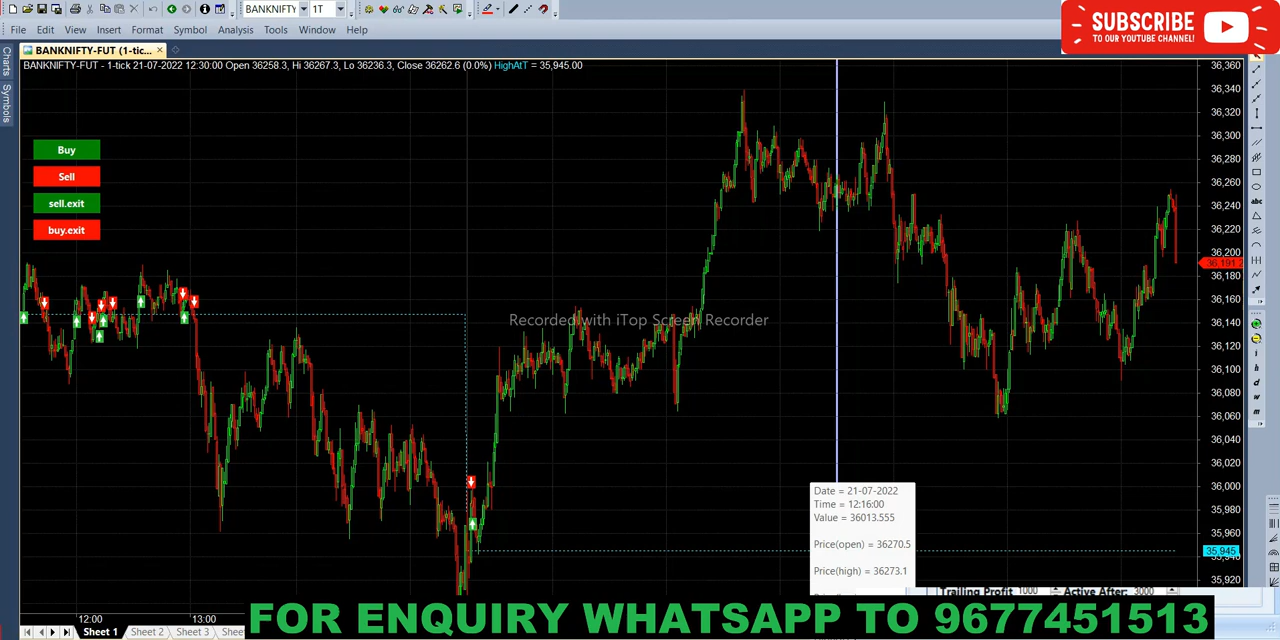 BANKNIFTY 1T
SUBSCRIBE
TO OUR YOUTUBE CHANNEL!
File Edit View Insert Format Symbol Analysis Tools Window Help
BANKNIFTY-FUT (1-tic...
BANKNIFTY-FUT - 1-tick 21-07-2022 12:30:00 Open 36258.3, Hi 36267.3, Lo 36236.3, Close 36262.6 (0.0%) HighAtT = 35,945.00
Charts
Symbols
Buy
Sell
sell.exit
buy.exit
36,360
36,340
36,320
36,300
36,280
36,260
36,240
36,220
36,200
36,180
36,160
36,140
36,120
36,100
36,080
36,060
36,040
36,020
36,000
35,980
35,960
35,945
35,920
abc
Recorded with iTop Screen Recorder
Date = 21-07-2022
Time = 12:16:00
Value = 36013.555
Price(open) = 36270.5
Price(high) = 36273.1
Trailing Profit 1000 Active After: 3000
12:00 13:00
Sheet 1 Sheet 2 Sheet 3
FOR ENQUIRY WHATSAPP TO 9677451513